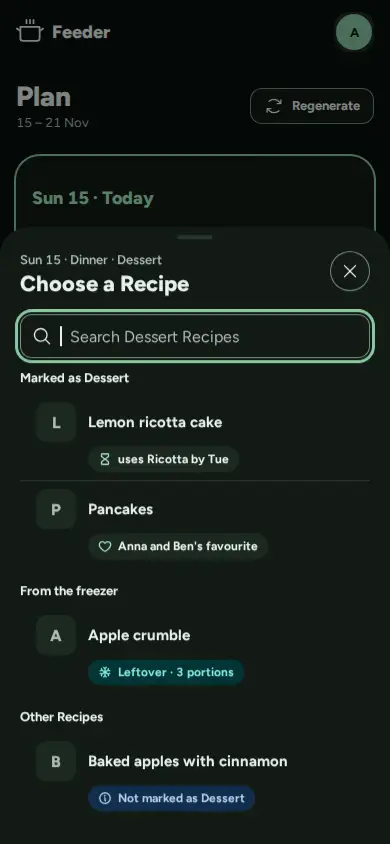 Feeder
A
Plan
15 – 21 Nov
Regenerate
Sun 15 · Today
Sun 15 · Dinner · Dessert
Choose a Recipe
Search Dessert Recipes
Marked as Dessert
L
Lemon ricotta cake
uses Ricotta by Tue
P
Pancakes
Anna and Ben's favourite
From the freezer
A
Apple crumble
Leftover · 3 portions
Other Recipes
B
Baked apples with cinnamon
Not marked as Dessert